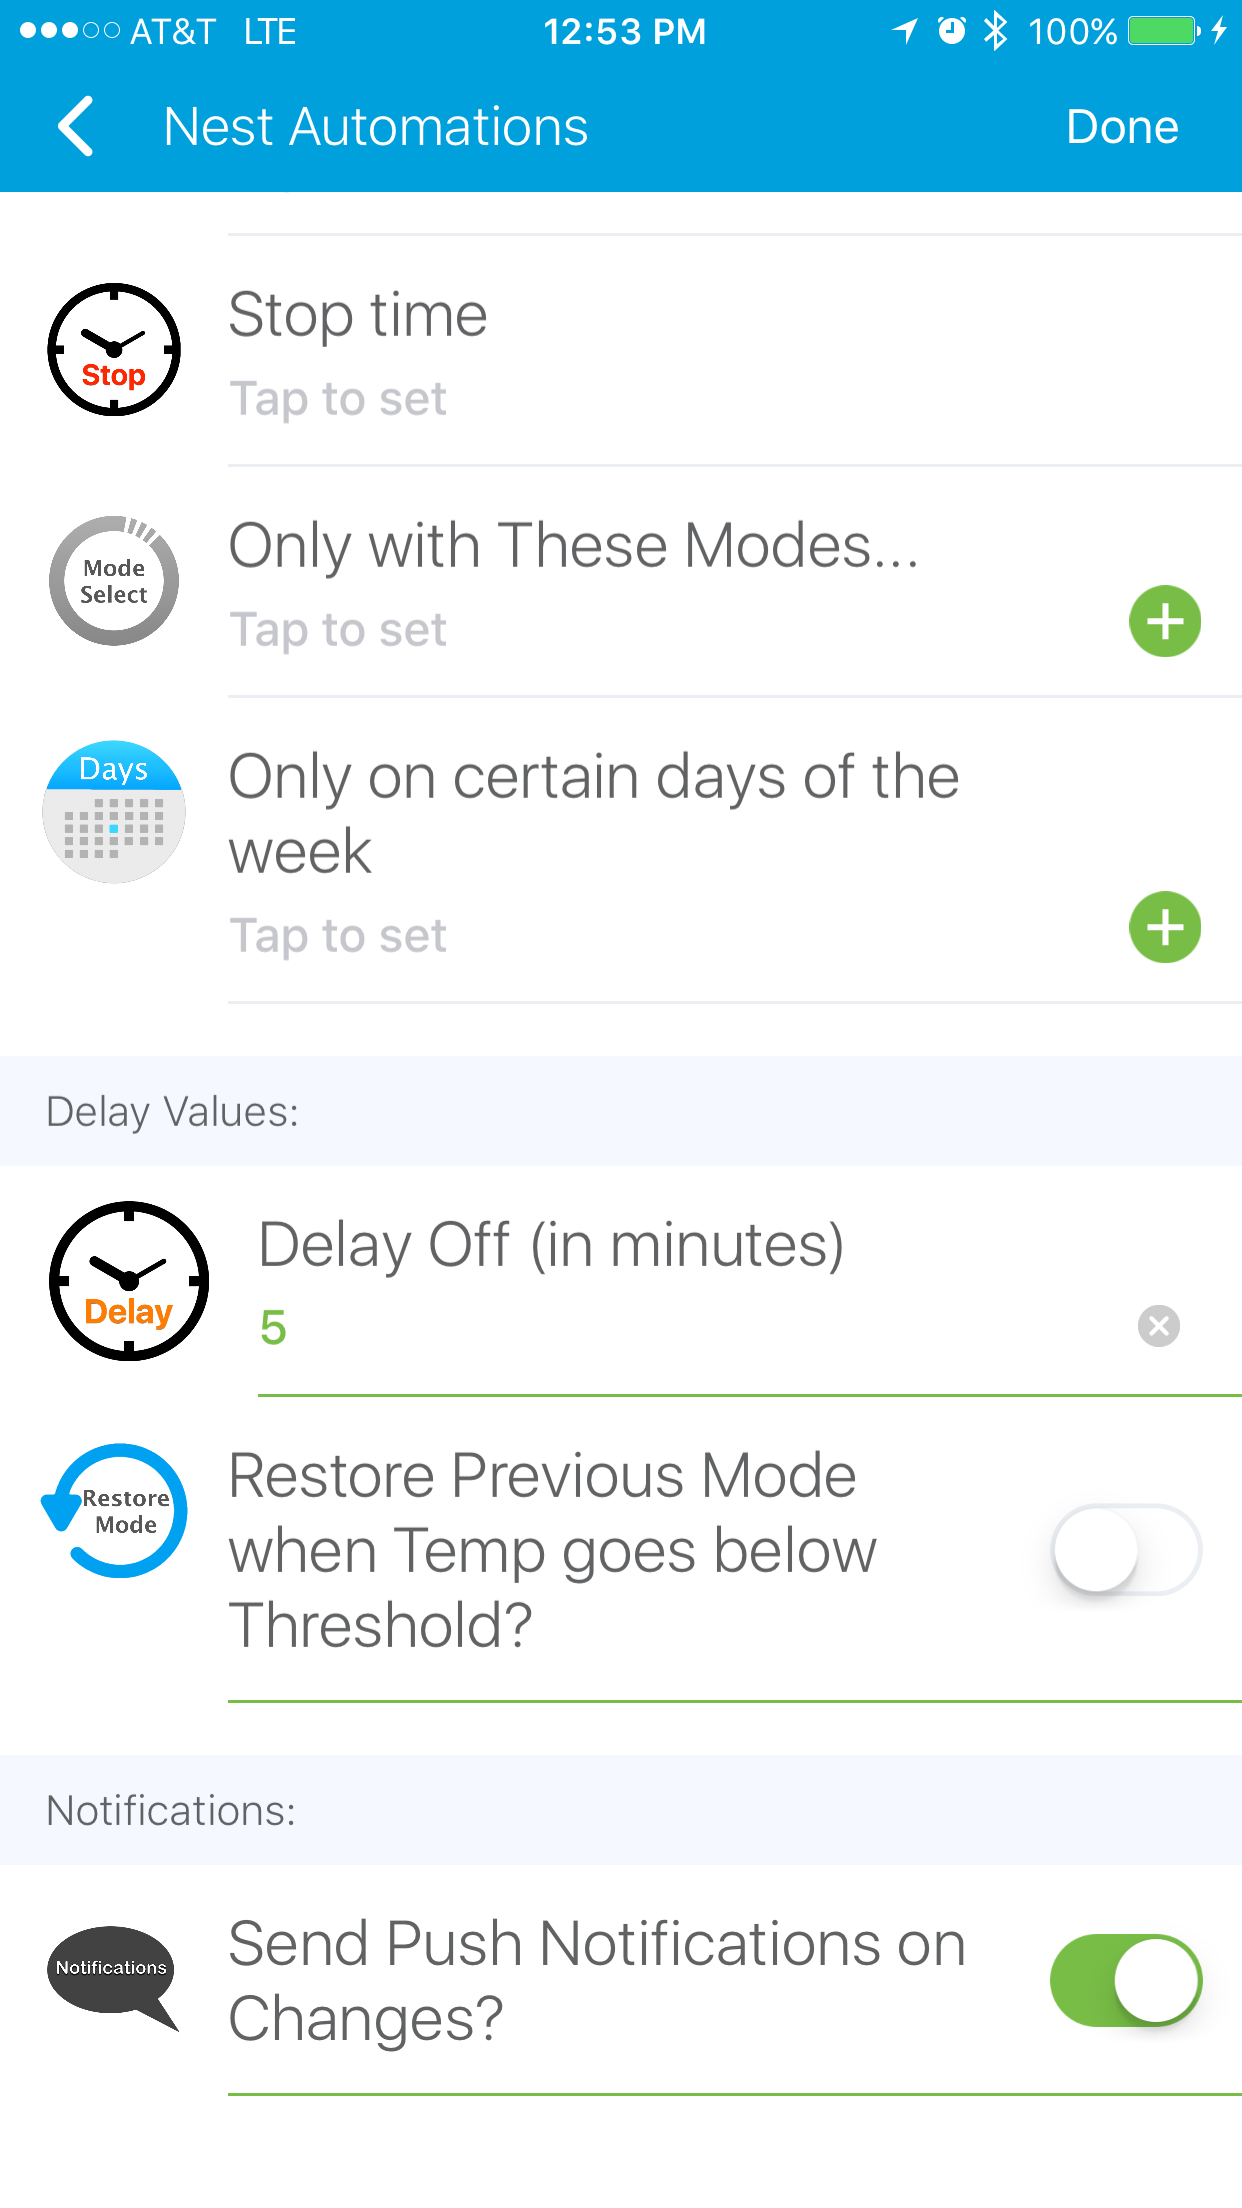 AT&T LTE 12:53 PM 100%
Nest Automations Done
Stop
Stop time
Tap to set
Mode
Select
Only with These Modes...
Tap to set
Days
Only on certain days of the
week
Tap to set
Delay Values:
Delay
Delay Off (in minutes)
5
Restore
Mode
Restore Previous Mode
when Temp goes below
Threshold?
Notifications:
Notifications
Send Push Notifications on
Changes?